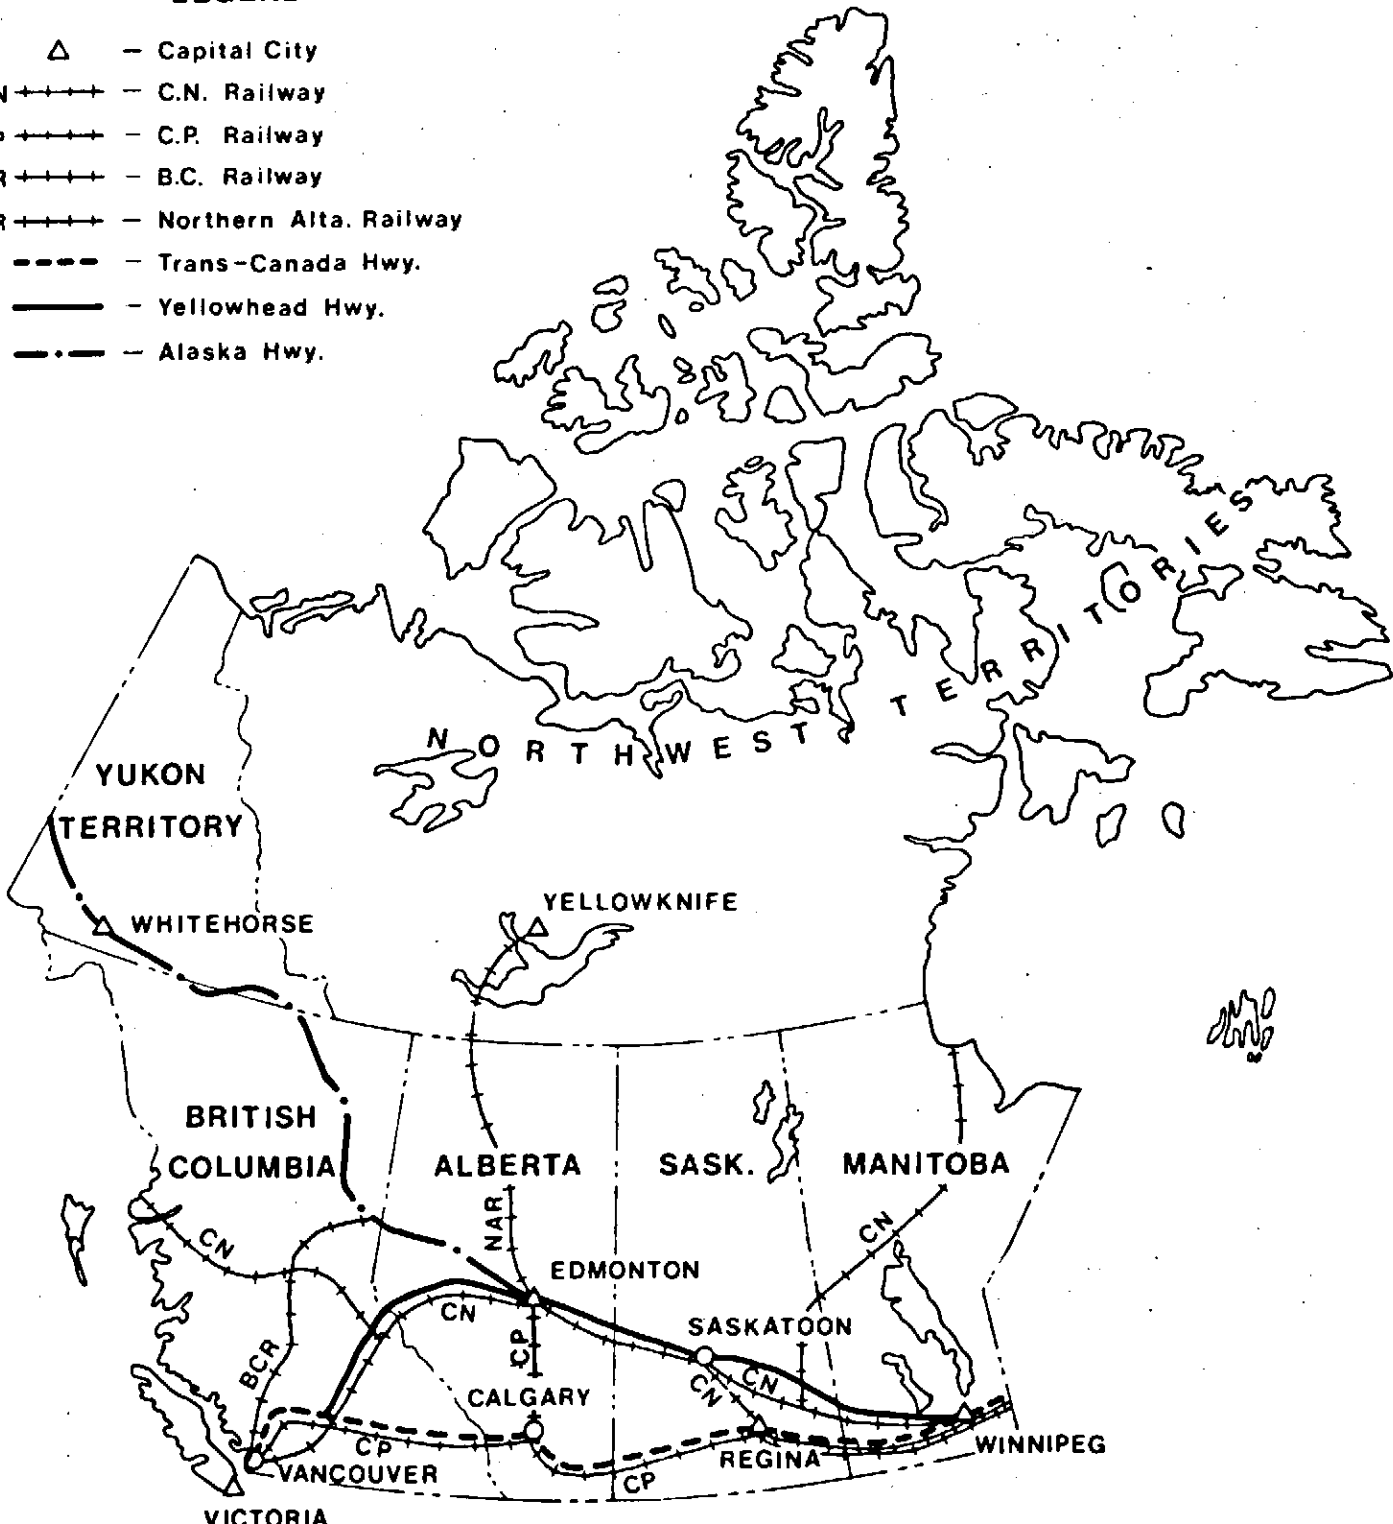 △ – Capital City
N – C.N. Railway
– C.P. Railway
R – B.C. Railway
R – Northern Alta. Railway
– Trans-Canada Hwy.
– Yellowhead Hwy.
– Alaska Hwy.
NORTHWEST TERRITORIES
YUKON
TERRITORY
WHITEHORSE
YELLOWKNIFE
BRITISH
COLUMBIA
ALBERTA
SASK.
MANITOBA
NAR
CN
CN
EDMONTON
CN
CP
SASKATOON
BCR
CALGARY
CN
CN
CP
REGINA
WINNIPEG
VANCOUVER
CP
VICTORIA